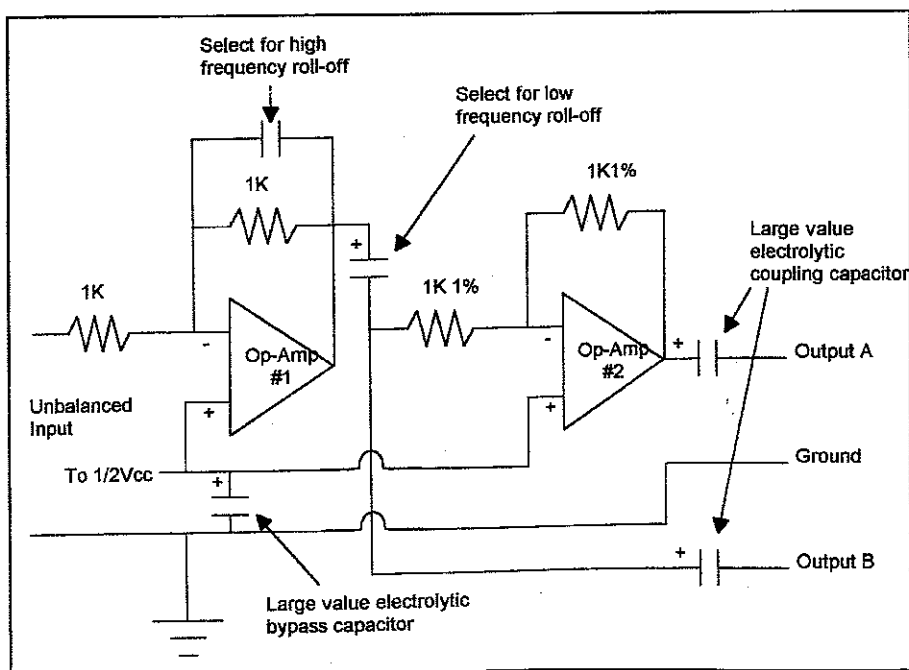 Select for high
frequency roll-off
Select for low
frequency roll-off
1K
1K1%
Large value
electrolytic
coupling capacitor
+
1K
1K 1%
-
Op-Amp
#1
-
Op-Amp
#2
+
Output A
Unbalanced
Input
+
+
To 1/2Vcc
+
Ground
+
Output B
Large value electrolytic
bypass capacitor